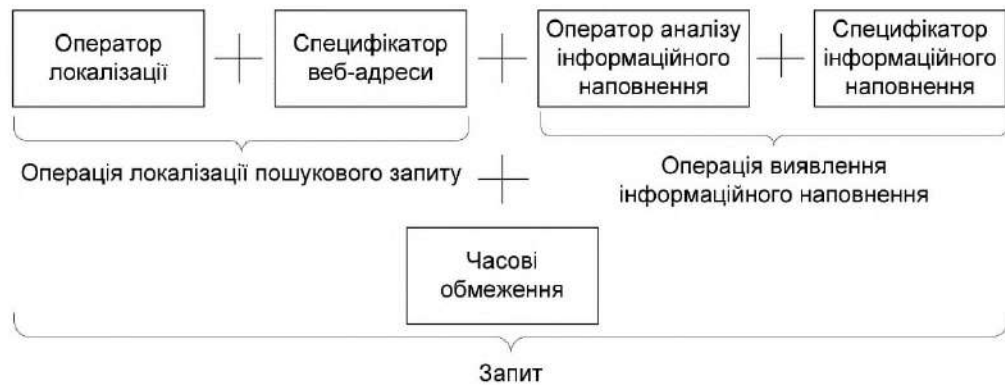 Оператор
локалізації
Специфікатор
веб-адреси
Оператор аналізу
інформаційного
наповнення
Специфікатор
інформаційного
наповнення
Операція локалізації пошукового запиту
Операція виявлення
інформаційного наповнення
Часові
обмеження
Запит